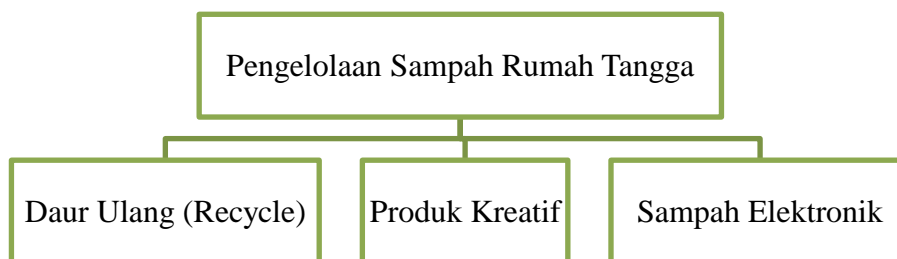 Pengelolaan Sampah Rumah Tangga
Daur Ulang (Recycle)
Produk Kreatif
Sampah Elektronik